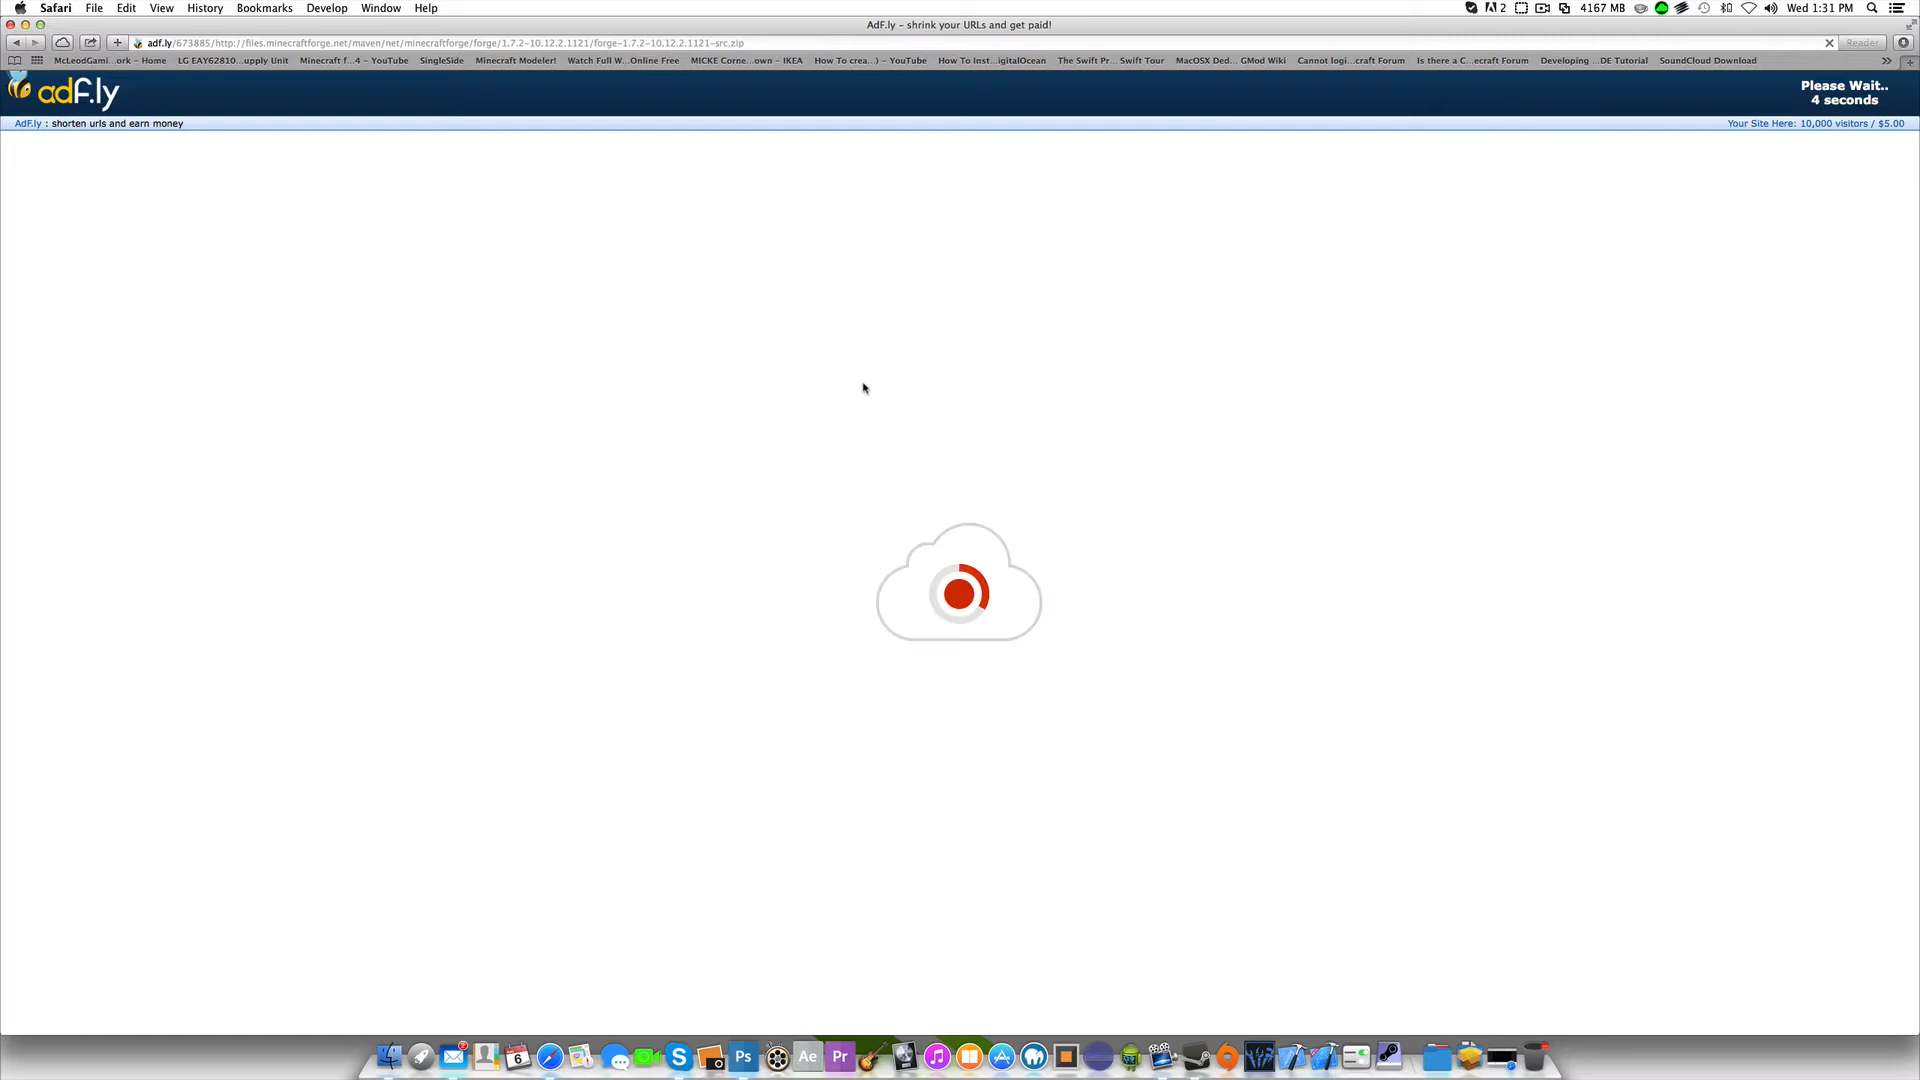 Safari File Edit View History Bookmarks Develop Window Help
2 4167 MB Wed 1:31 PM
AdF.ly – shrink your URLs and get paid!
adf.ly/673885/http://files.minecraftforge.net/maven/net/minecraftforge/forge/1.7.2-10.12.2.1121/forge-1.7.2-10.12.2.1121-src.zip Reader
McLeodGami...ork – Home LG EAY62810...upply Unit Minecraft f...4 – YouTube SingleSide Minecraft Modeler! Watch Full W...Online Free MICKE Corne...own – IKEA How To crea...) – YouTube How To Inst...igitalOcean The Swift Pr... Swift Tour MacOSX Ded... GMod Wiki Cannot logi...craft Forum Is there a C...ecraft Forum Developing ...DE Tutorial SoundCloud Download
adf.ly
Please Wait..
4 seconds
AdF.ly : shorten urls and earn money
Your Site Here: 10,000 visitors / $5.00
6 Ps Ae Pr